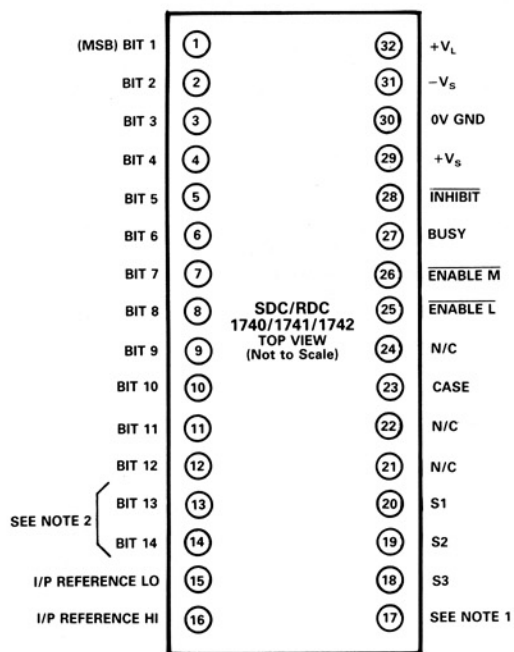 (MSB) BIT 1 1 32 +VL
BIT 2 2 31 −VS
BIT 3 3 30 0V GND
BIT 4 4 29 +VS
BIT 5 5 28 INHIBIT
BIT 6 6 27 BUSY
BIT 7 7 26 ENABLE M
BIT 8 8 25 ENABLE L
SDC/RDC
1740/1741/1742
TOP VIEW
(Not to Scale)
BIT 9 9 24 N/C
BIT 10 10 23 CASE
BIT 11 11 22 N/C
BIT 12 12 21 N/C
BIT 13 13 20 S1
SEE NOTE 2
BIT 14 14 19 S2
I/P REFERENCE LO 15 18 S3
I/P REFERENCE HI 16 17 SEE NOTE 1